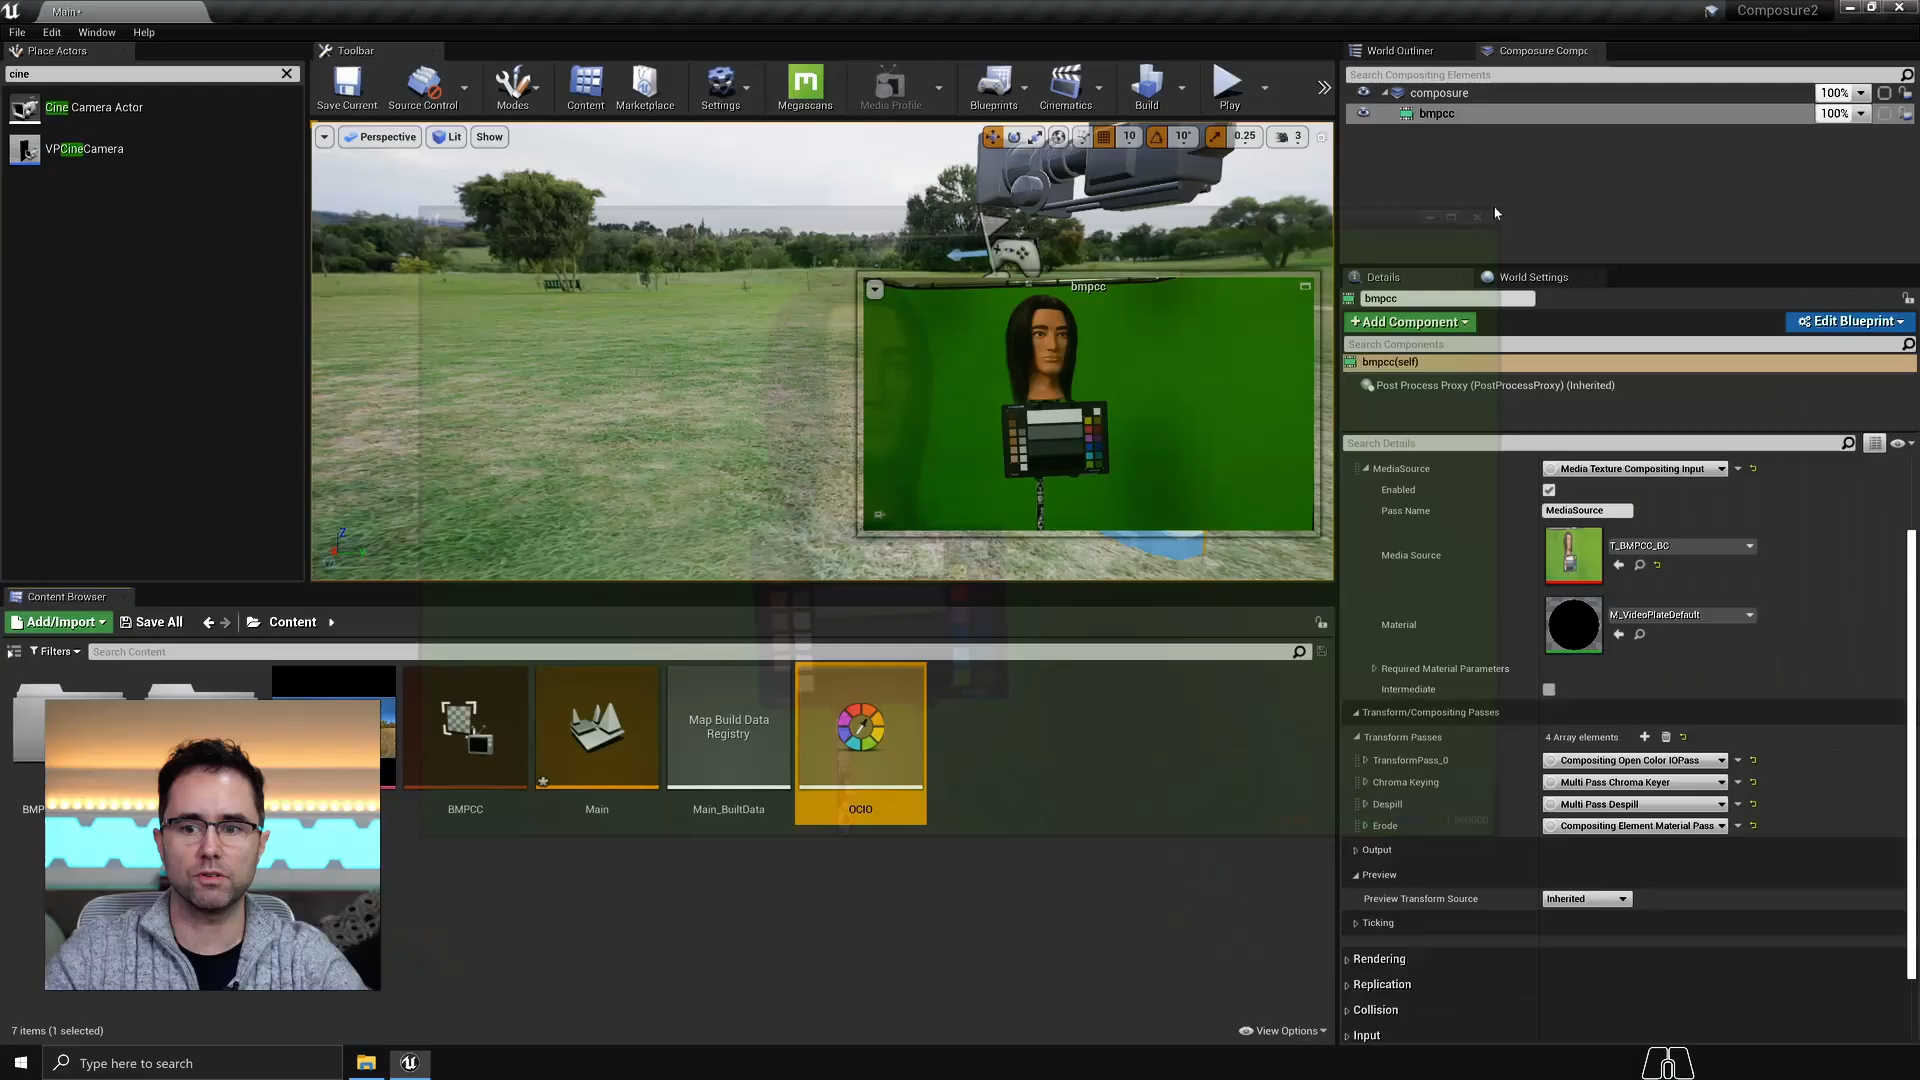 Main•
Composure2
File Edit Window Help
Place Actors
Toolbar
World Outliner
Composure Compc
cine
Cine Camera Actor
VPCineCamera
Save Current
Source Control
Modes
Content
Marketplace
Settings
Megascans
Media Profile
Blueprints
Cinematics
Build
Play
Search Compositing Elements
composure 100%
bmpcc 100%
Perspective Lit Show
10 10° 0.25 3
bmpcc
Details
World Settings
bmpcc
+Add Component
Edit Blueprint
Search Components
bmpcc(self)
Post Process Proxy (PostProcessProxy) (Inherited)
Search Details
MediaSource Media Texture Compositing Input
Enabled
Pass Name MediaSource
Media Source T_BMPCC_BC
Material M_VideoPlateDefault
Required Material Parameters
Intermediate
Transform/Compositing Passes
Transform Passes 4 Array elements
TransformPass_0 Compositing Open Color IOPass
Chroma Keying Multi Pass Chroma Keyer
Despill Multi Pass Despill
Erode Compositing Element Material Pass
1.000000
Output
Preview
Preview Transform Source Inherited
Ticking
Rendering
Replication
Collision
Input
Content Browser
Add/Import Save All Content
Filters Search Content
Map Build Data
Registry
BMP
BMPCC
Main
Main_BuiltData
OCIO
7 items (1 selected)
View Options
Type here to search
Z
Y